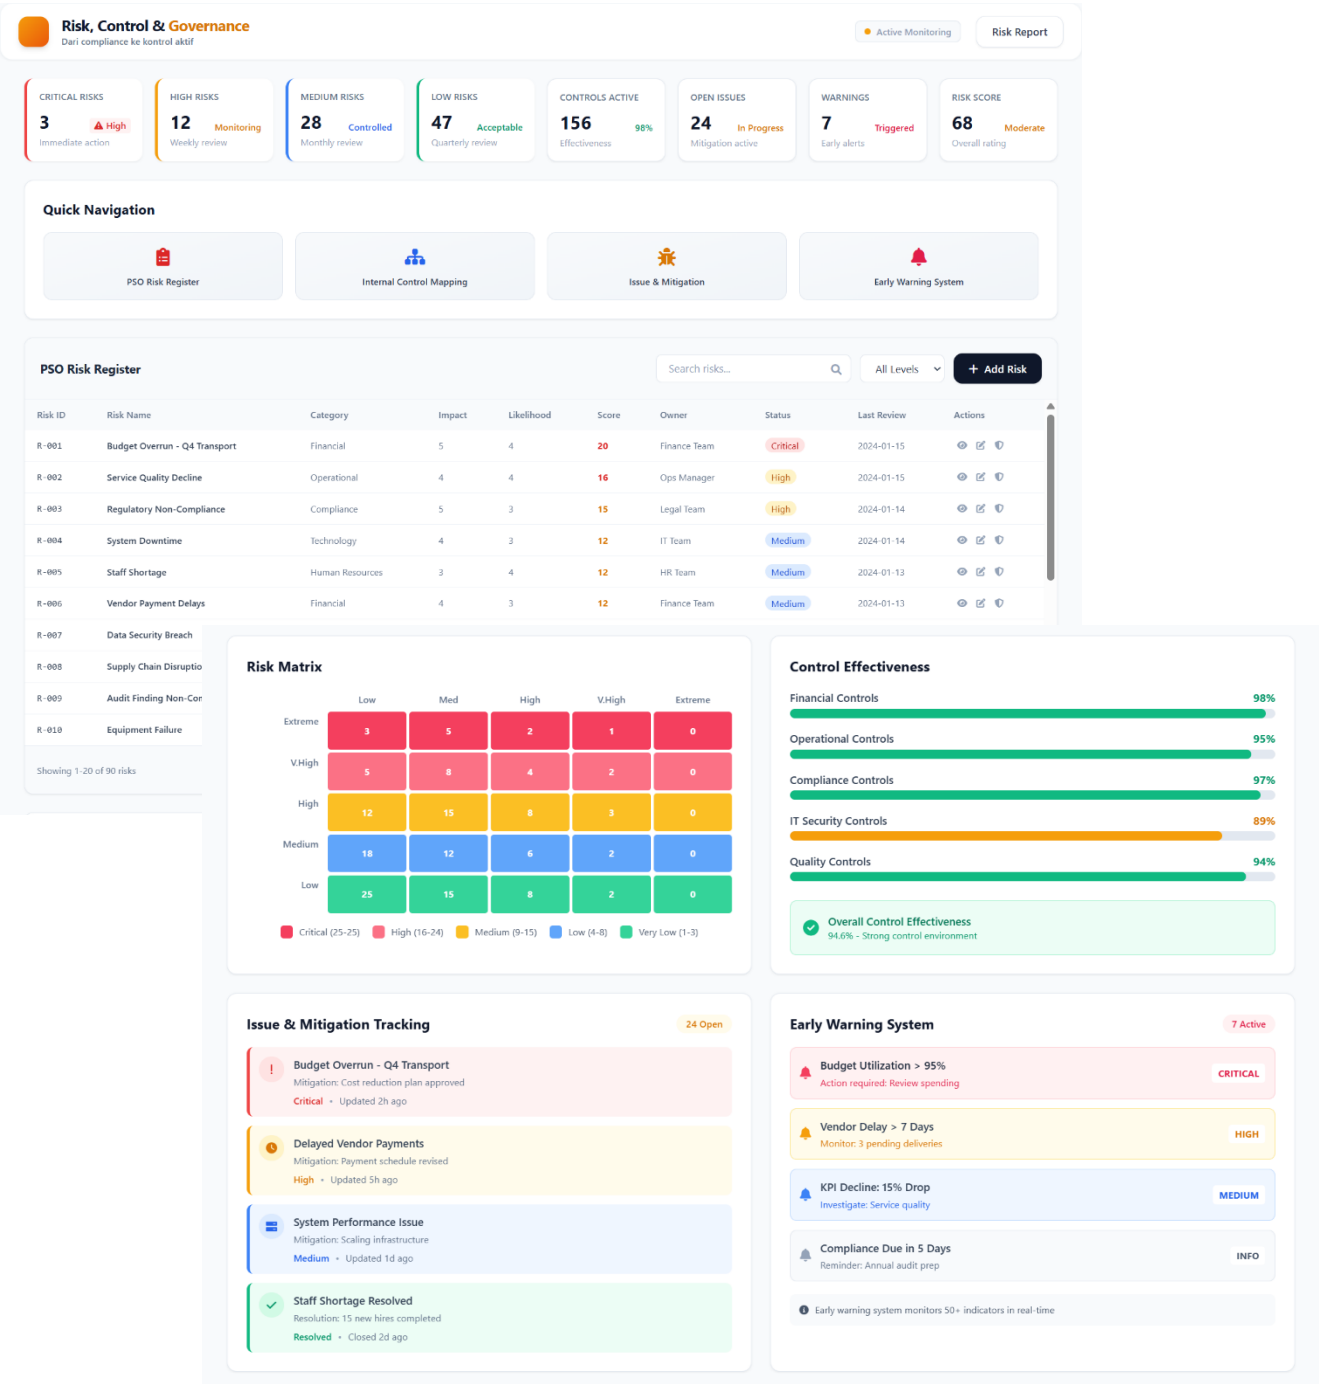 Risk, Control & Governance
Dari compliance ke kontrol aktif
Active Monitoring
Risk Report
CRITICAL RISKS
3 High
Immediate action
HIGH RISKS
12 Monitoring
Weekly review
MEDIUM RISKS
28 Controlled
Monthly review
LOW RISKS
47 Acceptable
Quarterly review
CONTROLS ACTIVE
156 98%
Effectiveness
OPEN ISSUES
24 In Progress
Mitigation active
WARNINGS
7 Triggered
Early alerts
RISK SCORE
68 Moderate
Overall rating
Quick Navigation
PSO Risk Register
Internal Control Mapping
Issue & Mitigation
Early Warning System
PSO Risk Register
Search risks...
All Levels
+ Add Risk
Risk ID Risk Name Category Impact Likelihood Score Owner Status Last Review Actions
R-001 Budget Overrun - Q4 Transport Financial 5 4 20 Finance Team Critical 2024-01-15
R-002 Service Quality Decline Operational 4 4 16 Ops Manager High 2024-01-15
R-003 Regulatory Non-Compliance Compliance 5 3 15 Legal Team High 2024-01-14
R-004 System Downtime Technology 4 3 12 IT Team Medium 2024-01-14
R-005 Staff Shortage Human Resources 3 4 12 HR Team Medium 2024-01-13
R-006 Vendor Payment Delays Financial 4 3 12 Finance Team Medium 2024-01-13
R-007 Data Security Breach
R-008 Supply Chain Disruptio
R-009 Audit Finding Non-Con
R-010 Equipment Failure
Showing 1-20 of 90 risks
Risk Matrix
Low Med High V.High Extreme
Extreme 3 5 2 1 0
V.High 5 8 4 2 0
High 12 15 8 3 0
Medium 18 12 6 2 0
Low 25 15 8 2 0
Critical (25-25) High (16-24) Medium (9-15) Low (4-8) Very Low (1-3)
Control Effectiveness
Financial Controls 98%
Operational Controls 95%
Compliance Controls 97%
IT Security Controls 89%
Quality Controls 94%
Overall Control Effectiveness
94.6% - Strong control environment
Issue & Mitigation Tracking
24 Open
Budget Overrun - Q4 Transport
Mitigation: Cost reduction plan approved
Critical • Updated 2h ago
Delayed Vendor Payments
Mitigation: Payment schedule revised
High • Updated 5h ago
System Performance Issue
Mitigation: Scaling infrastructure
Medium • Updated 1d ago
Staff Shortage Resolved
Resolution: 15 new hires completed
Resolved • Closed 2d ago
Early Warning System
7 Active
Budget Utilization > 95%
Action required: Review spending
CRITICAL
Vendor Delay > 7 Days
Monitor: 3 pending deliveries
HIGH
KPI Decline: 15% Drop
Investigate: Service quality
MEDIUM
Compliance Due in 5 Days
Reminder: Annual audit prep
INFO
Early warning system monitors 50+ indicators in real-time